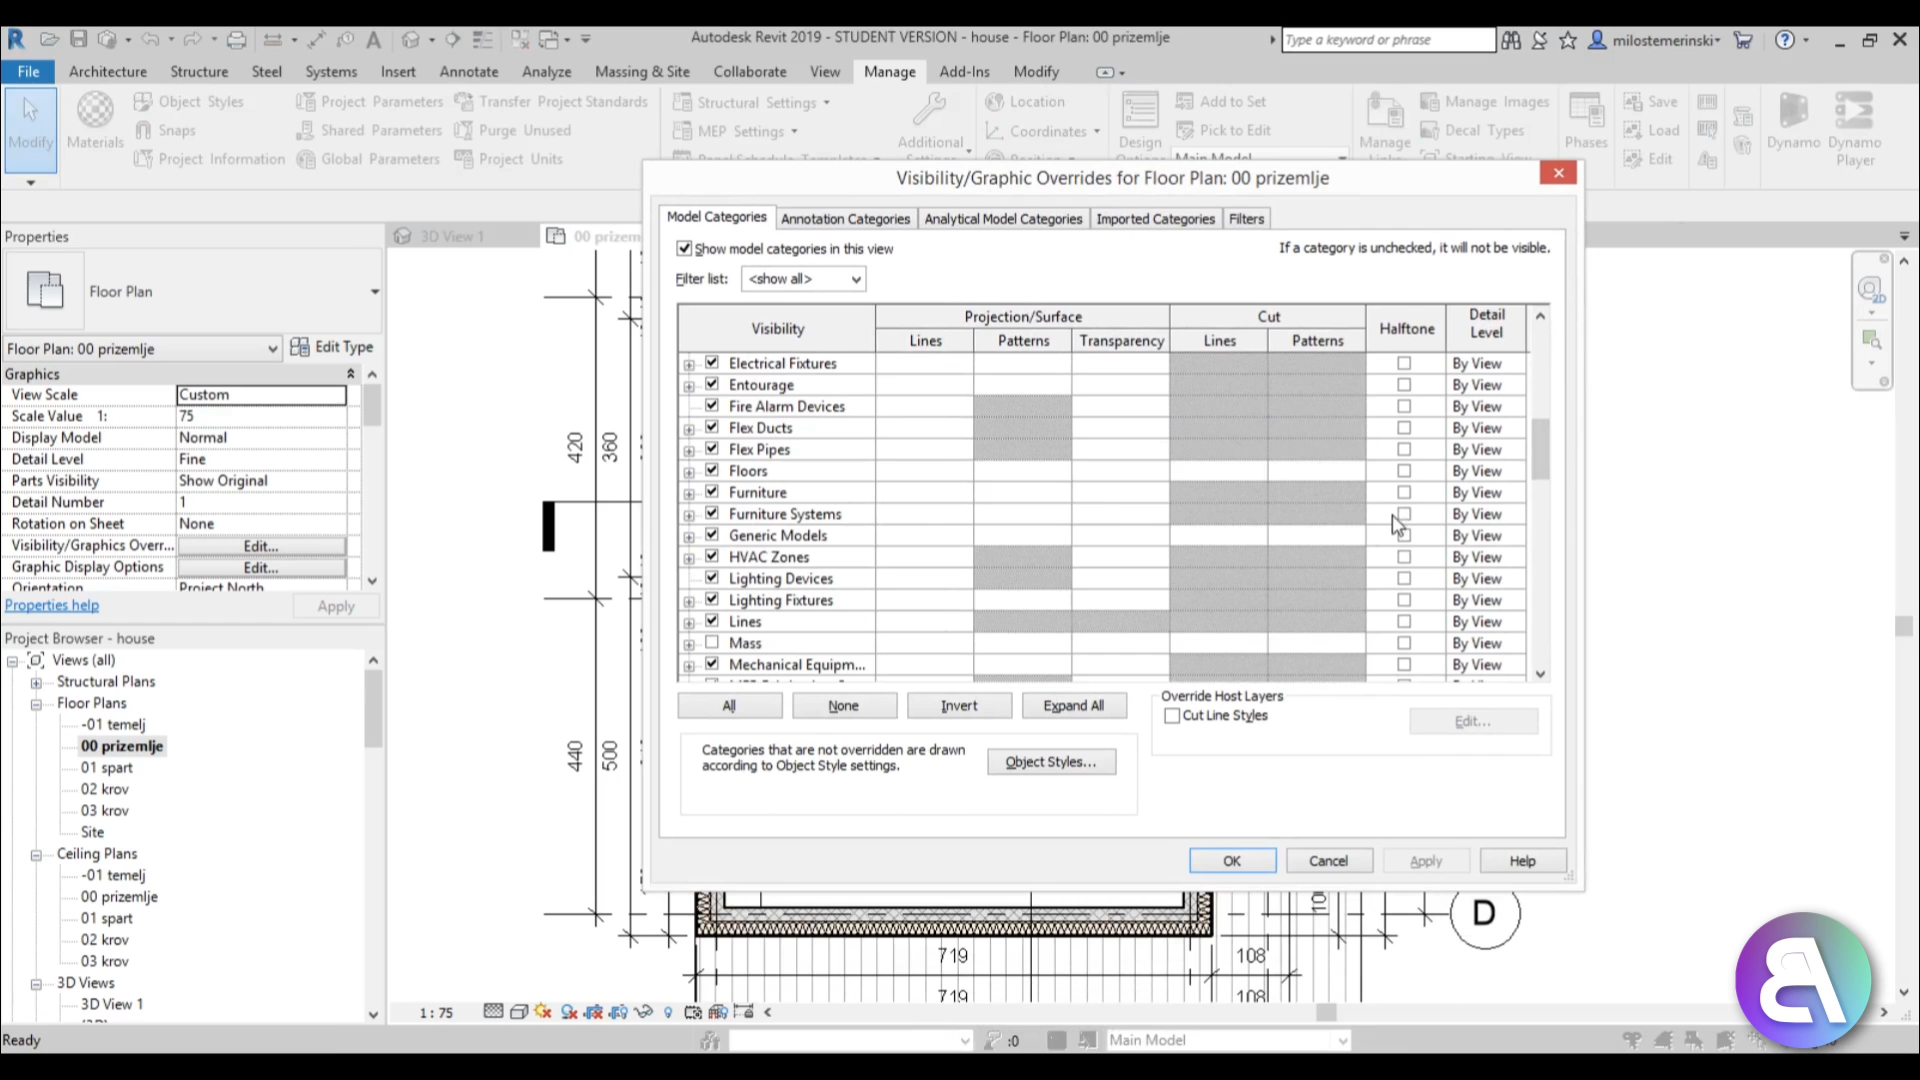 Autodesk Revit 2019 - STUDENT VERSION - house - Floor Plan: 00 prizemlje
Type a keyword or phrase
milostemerinski
File Architecture Structure Steel Systems Insert Annotate Analyze Massing & Site Collaborate View Manage Add-Ins Modify
Modify
Materials
Object Styles
Snaps
Project Information
Project Parameters
Shared Parameters
Global Parameters
Transfer Project Standards
Purge Unused
Project Units
Structural Settings
MEP Settings
Additional
Location
Coordinates
Design
Add to Set
Pick to Edit
Main Model
Manage
Manage Images
Decal Types
Phases
Save
Load
Edit
Dynamo
Dynamo Player
Properties
Floor Plan
Floor Plan: 00 prizemlje
Edit Type
Graphics
View Scale Custom
Scale Value 1: 75
Display Model Normal
Detail Level Fine
Parts Visibility Show Original
Detail Number 1
Rotation on Sheet None
Visibility/Graphics Overr... Edit...
Graphic Display Options Edit...
Orientation Project North
Properties help
Apply
Project Browser - house
Views (all)
Structural Plans
Floor Plans
-01 temelj
00 prizemlje
01 spart
02 krov
03 krov
Site
Ceiling Plans
-01 temelj
00 prizemlje
01 spart
02 krov
03 krov
3D Views
3D View 1
3D View 1
00 prizem
420
360
440
500
719
108
719
108
D
Visibility/Graphic Overrides for Floor Plan: 00 prizemlje
Model Categories Annotation Categories Analytical Model Categories Imported Categories Filters
Show model categories in this view
If a category is unchecked, it will not be visible.
Filter list: <show all>
Visibility Projection/Surface Cut Halftone Detail Level
Lines Patterns Transparency Lines Patterns
Electrical Fixtures By View
Entourage By View
Fire Alarm Devices By View
Flex Ducts By View
Flex Pipes By View
Floors By View
Furniture By View
Furniture Systems By View
Generic Models By View
HVAC Zones By View
Lighting Devices By View
Lighting Fixtures By View
Lines By View
Mass By View
Mechanical Equipm... By View
All None Invert Expand All
Override Host Layers
Cut Line Styles
Edit...
Categories that are not overridden are drawn
according to Object Style settings.
Object Styles...
OK Cancel Apply Help
1 : 75
Ready
:0
Main Model